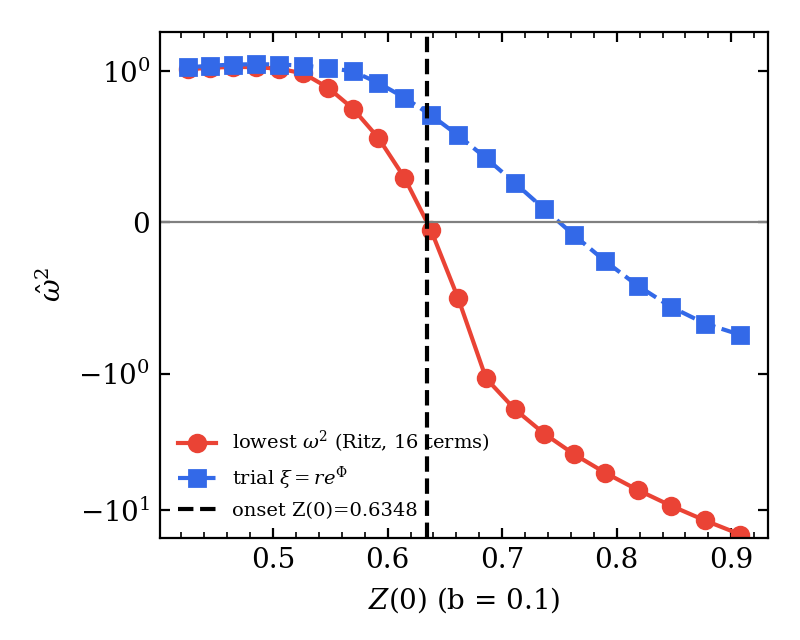 10⁰
0
−10⁰
−10¹
ω̂²
lowest ω² (Ritz, 16 terms)
trial ξ = re^Φ
onset Z(0)=0.6348
0.5 0.6 0.7 0.8 0.9
Z(0) (b = 0.1)